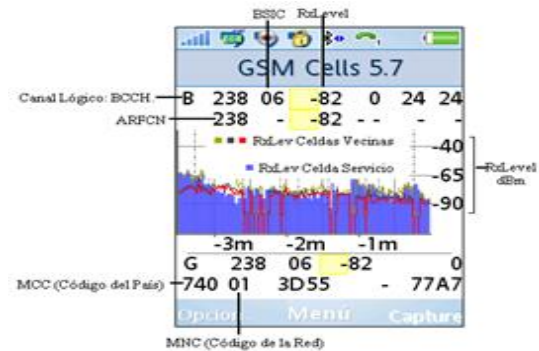 BSIC RxLevel
GSM Cells 5.7
Canal Lógico: BCCH. B 238 06 -82 0 24 24
ARFCN 238 - -82 - - - -
RxLev Celdas Vecinas -40
RxLev Celda Servicio -65
-90
RxLevel
dBm
-3m -2m -1m
G 238 06 -82 0
MCC (Código del País) 740 01 3D55 - 77A7
Opcion Menú Capture
MNC (Código de la Red)